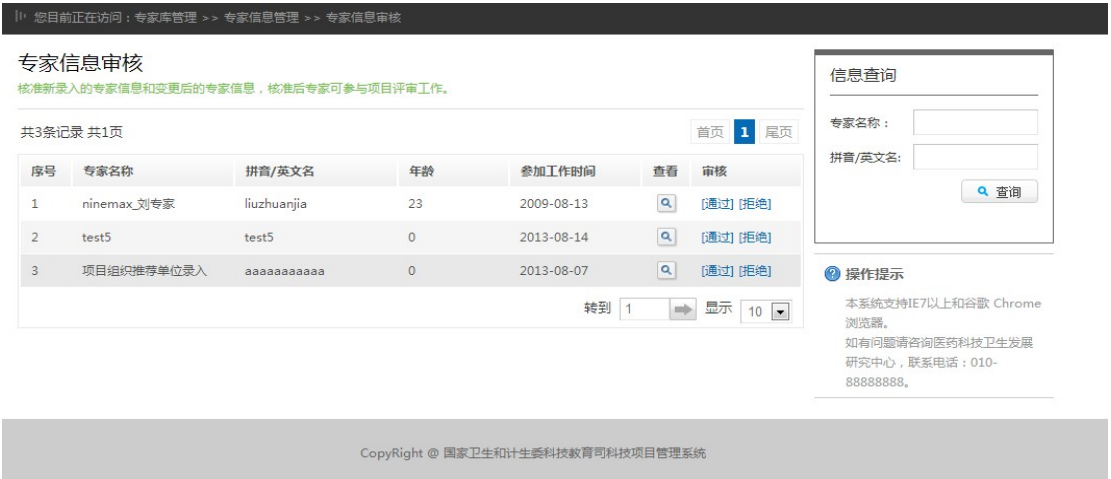 您目前正在访问：专家库管理 >> 专家信息管理 >> 专家信息审核
专家信息审核
核准新录入的专家信息和变更后的专家信息，核准后专家可参与项目评审工作。
共3条记录 共1页
首页 1 尾页
序号 专家名称 拼音/英文名 年龄 参加工作时间 查看 审核
1 ninemax_刘专家 liuzhuanjia 23 2009-08-13 [通过] [拒绝]
2 test5 test5 0 2013-08-14 [通过] [拒绝]
3 项目组织推荐单位录入 aaaaaaaaaaa 0 2013-08-07 [通过] [拒绝]
转到 1 显示 10
信息查询
专家名称：
拼音/英文名:
查询
操作提示
本系统支持IE7以上和谷歌 Chrome
浏览器。
如有问题请咨询医药科技卫生发展
研究中心，联系电话：010-
88888888。
CopyRight @ 国家卫生和计生委科技教育司科技项目管理系统